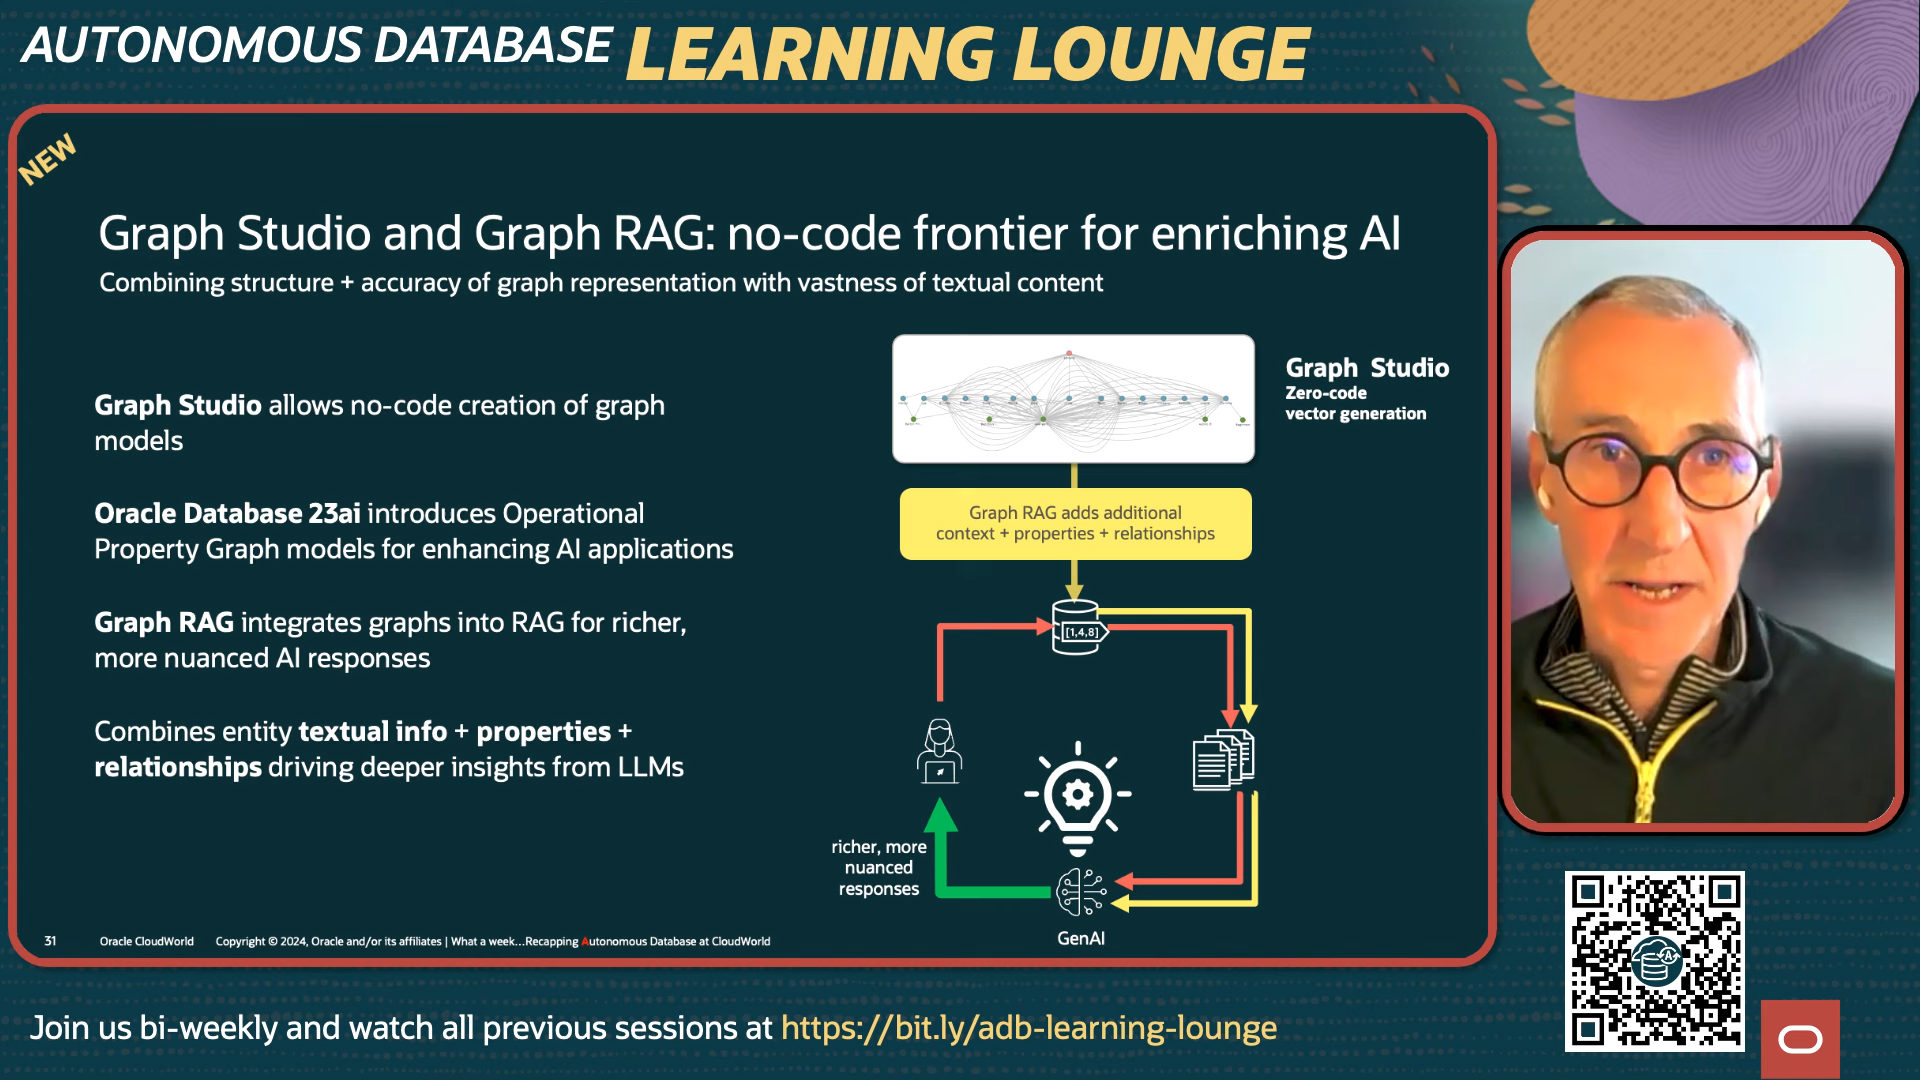 AUTONOMOUS DATABASE LEARNING LOUNGE
NEW
Graph Studio and Graph RAG: no-code frontier for enriching AI
Combining structure + accuracy of graph representation with vastness of textual content
Graph Studio allows no-code creation of graph
models
Oracle Database 23ai introduces Operational
Property Graph models for enhancing AI applications
Graph RAG integrates graphs into RAG for richer,
more nuanced AI responses
Combines entity textual info + properties +
relationships driving deeper insights from LLMs
Graph Studio
Zero-code
vector generation
Graph RAG adds additional
context + properties + relationships
[1,4,8]
richer, more
nuanced
responses
GenAI
31 Oracle CloudWorld Copyright © 2024, Oracle and/or its affiliates | What a week...Recapping Autonomous Database at CloudWorld
Join us bi-weekly and watch all previous sessions at https://bit.ly/adb-learning-lounge
A